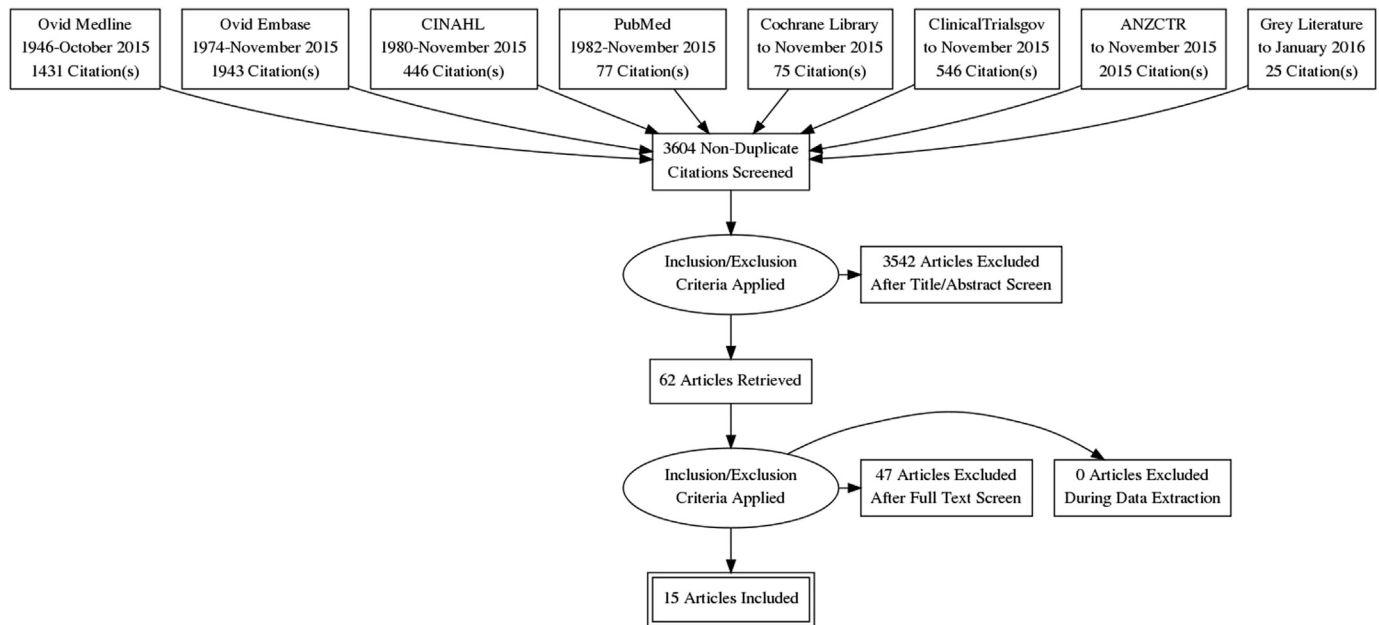 Ovid Medline
1946-October 2015
1431 Citation(s)
Ovid Embase
1974-November 2015
1943 Citation(s)
CINAHL
1980-November 2015
446 Citation(s)
PubMed
1982-November 2015
77 Citation(s)
Cochrane Library
to November 2015
75 Citation(s)
ClinicalTrialsgov
to November 2015
546 Citation(s)
ANZCTR
to November 2015
2015 Citation(s)
Grey Literature
to January 2016
25 Citation(s)
3604 Non-Duplicate
Citations Screened
Inclusion/Exclusion
Criteria Applied
3542 Articles Excluded
After Title/Abstract Screen
62 Articles Retrieved
Inclusion/Exclusion
Criteria Applied
47 Articles Excluded
After Full Text Screen
0 Articles Excluded
During Data Extraction
15 Articles Included